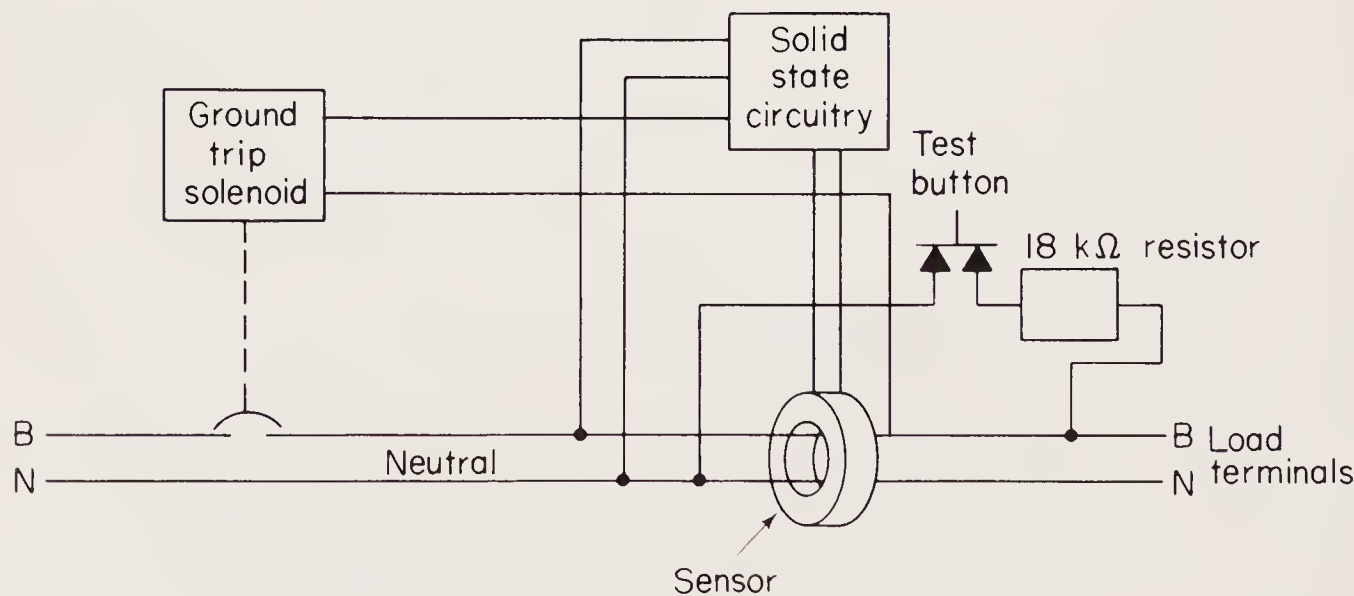 Solid
state
circuitry
Ground
trip
solenoid
Test
button
18 kΩ resistor
B
Neutral
N
B Load
N terminals
Sensor